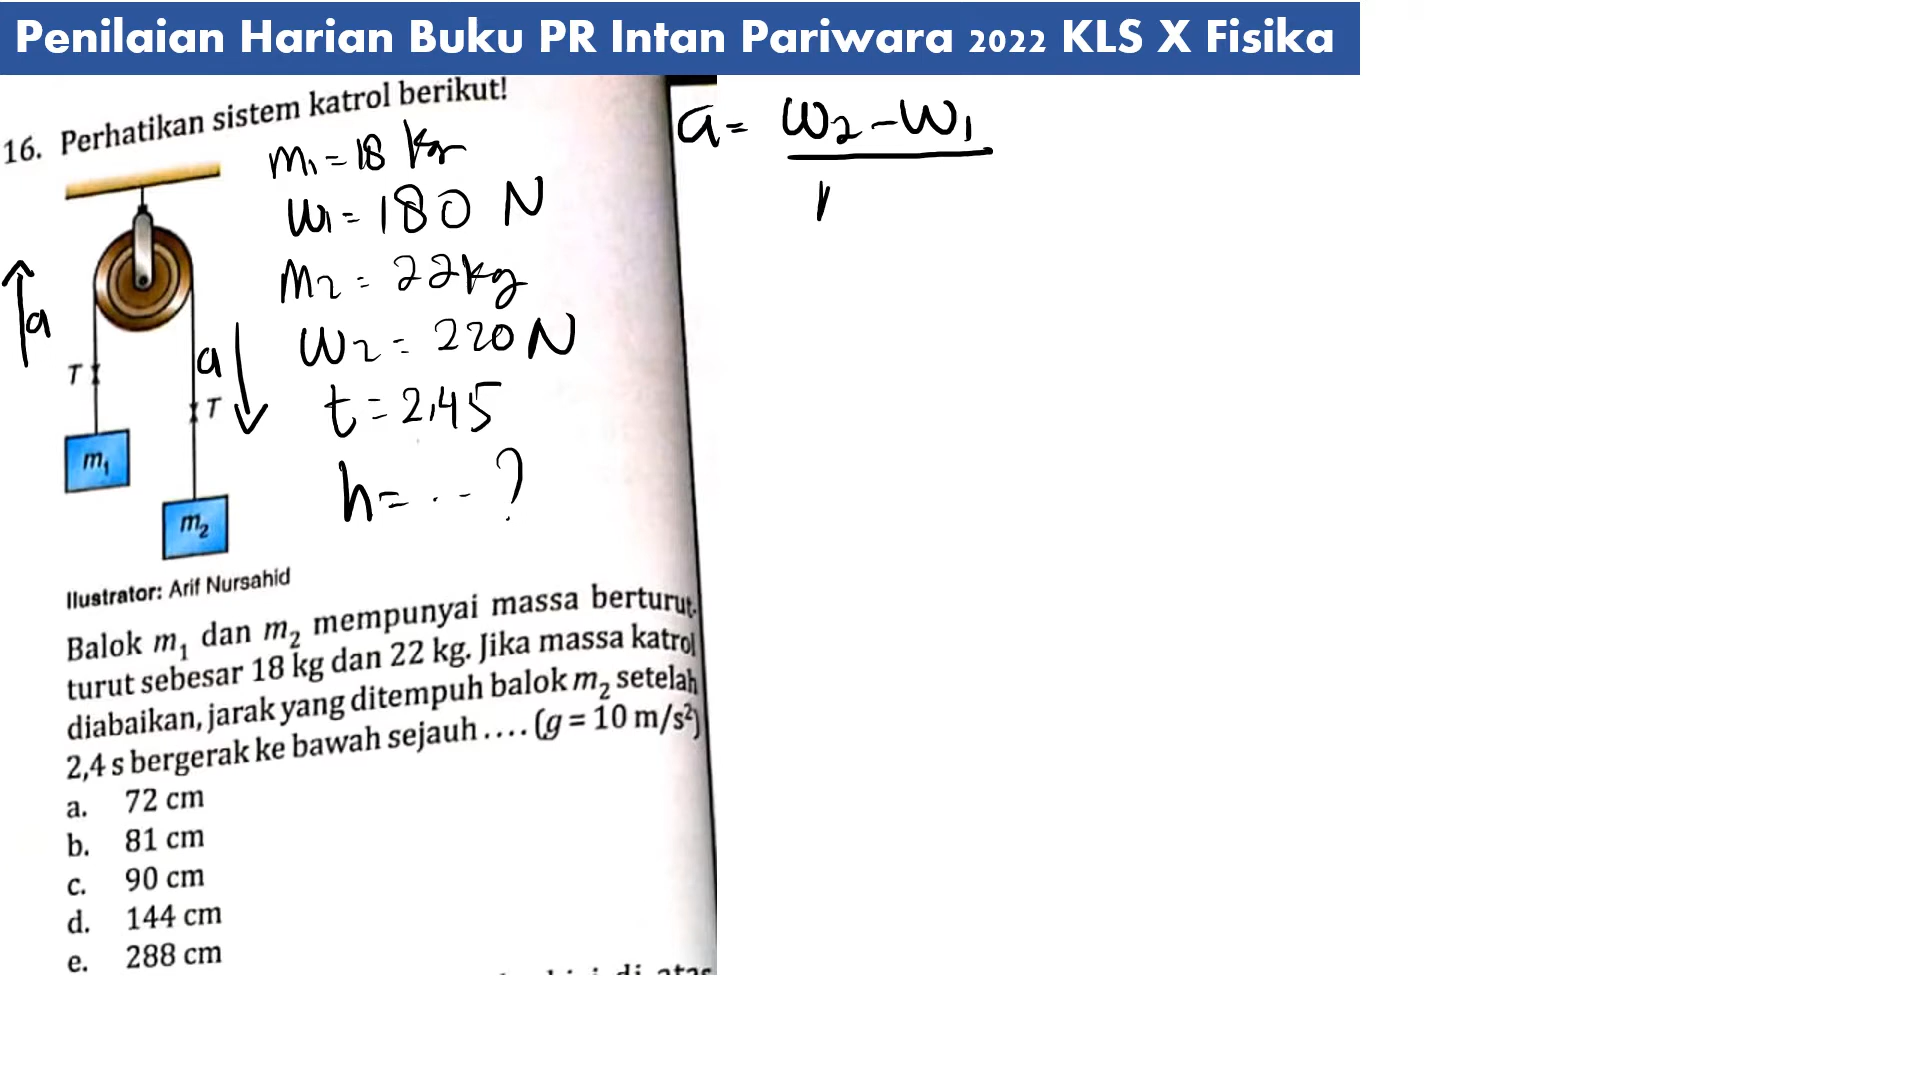 Penilaian Harian Buku PR Intan Pariwara 2022 KLS X Fisika
16. Perhatikan sistem katrol berikut!
m₁ = 18 kg
w₁ = 180 N
m₂ = 22 kg
w₂ = 220 N
t = 2,4 s
h = ... ?
a = w₂ - w₁
a
a
T
T
m₁
m₂
Ilustrator: Arif Nursahid
Balok m₁ dan m₂ mempunyai massa berturut-
turut sebesar 18 kg dan 22 kg. Jika massa katrol
diabaikan, jarak yang ditempuh balok m₂ setelah
2,4 s bergerak ke bawah sejauh .... (g = 10 m/s²)
a. 72 cm
b. 81 cm
c. 90 cm
d. 144 cm
e. 288 cm